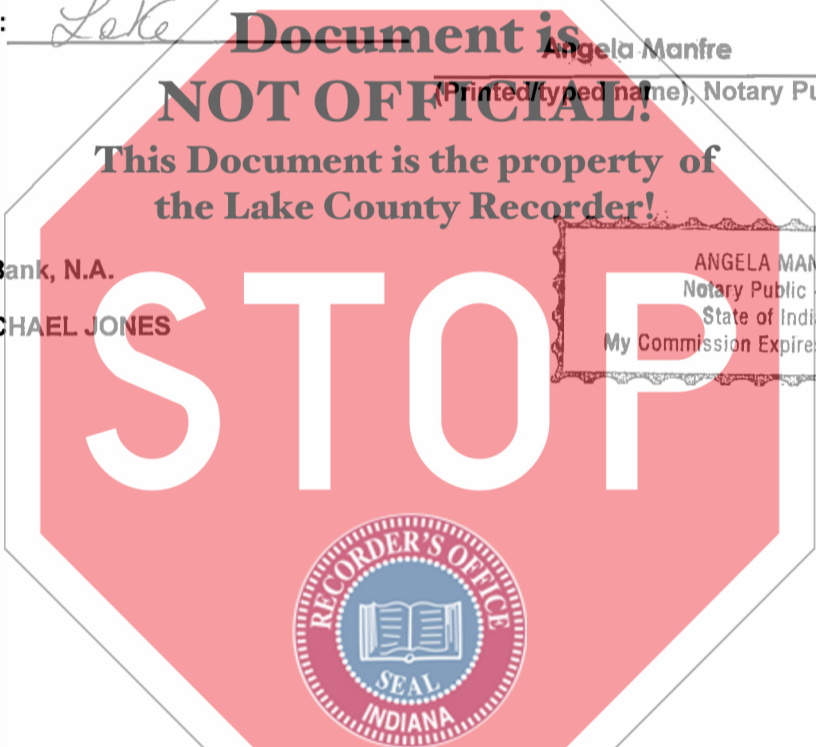 : Lake
Document is
Angela Manfre
NOT OFFICIAL!
(Printed/typed name), Notary Pu
This Document is the property of
the Lake County Recorder!
Bank, N.A.
CHAEL JONES
ANGELA MAN
Notary Public -
State of Indi
My Commission Expires
STOP
RECORDER'S OFFICE
SEAL
INDIANA